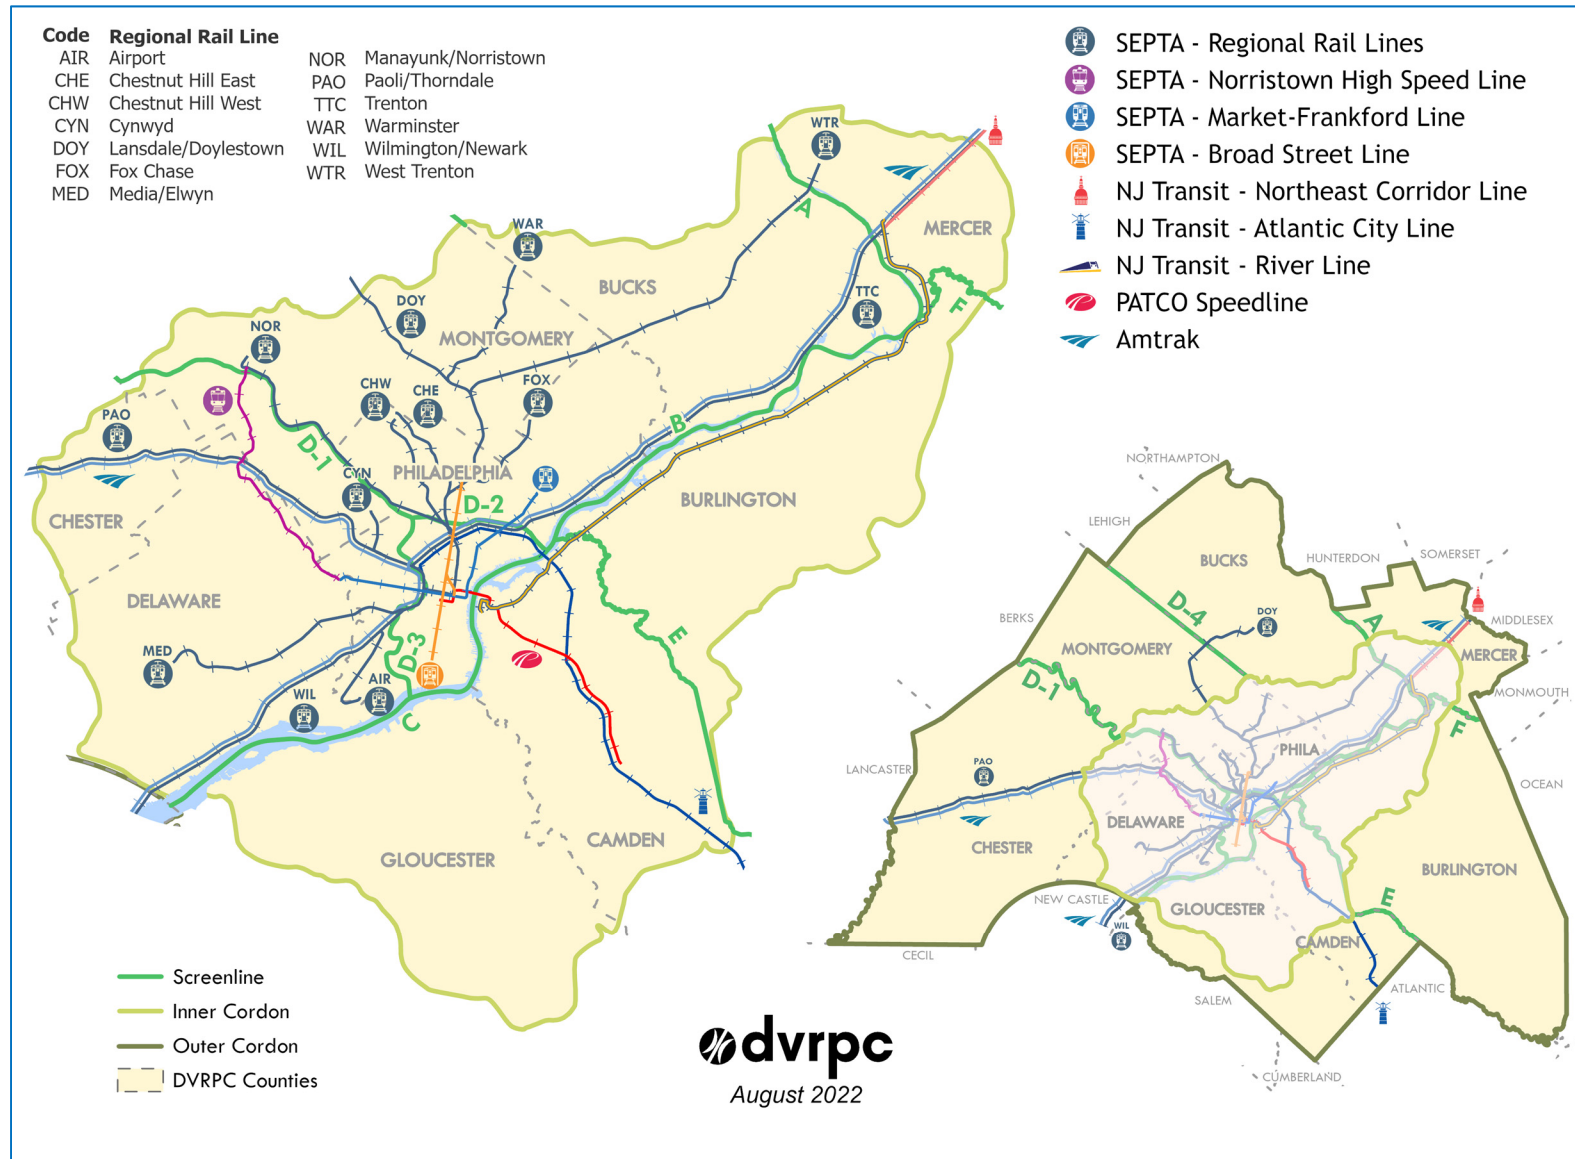 Code Regional Rail Line
AIR Airport
CHE Chestnut Hill East
CHW Chestnut Hill West
CYN Cynwyd
DOY Lansdale/Doylestown
FOX Fox Chase
MED Media/Elwyn
NOR Manayunk/Norristown
PAO Paoli/Thorndale
TTC Trenton
WAR Warminster
WIL Wilmington/Newark
WTR West Trenton
SEPTA - Regional Rail Lines
SEPTA - Norristown High Speed Line
SEPTA - Market-Frankford Line
SEPTA - Broad Street Line
NJ Transit - Northeast Corridor Line
NJ Transit - Atlantic City Line
NJ Transit - River Line
PATCO Speedline
Amtrak
WTR
A
MERCER
WAR
BUCKS
DOY
TTC
F
NOR
MONTGOMERY
CHW
CHE
FOX
PAO
B
D-1
PHILADELPHIA
CYN
D-2
BURLINGTON
CHESTER
DELAWARE
E
MED
D-3
AIR
WIL
C
CAMDEN
GLOUCESTER
NORTHAMPTON
LEHIGH
BUCKS
HUNTERDON
SOMERSET
D-4
DOY
A
BERKS
MIDDLESEX
MONTGOMERY
MERCER
D-1
MONMOUTH
F
PHILA
LANCASTER
PAO
OCEAN
DELAWARE
CHESTER
BURLINGTON
NEW CASTLE
GLOUCESTER
E
WIL
CAMDEN
CECIL
ATLANTIC
SALEM
CUMBERLAND
Screenline
Inner Cordon
Outer Cordon
DVRPC Counties
dvrpc
August 2022